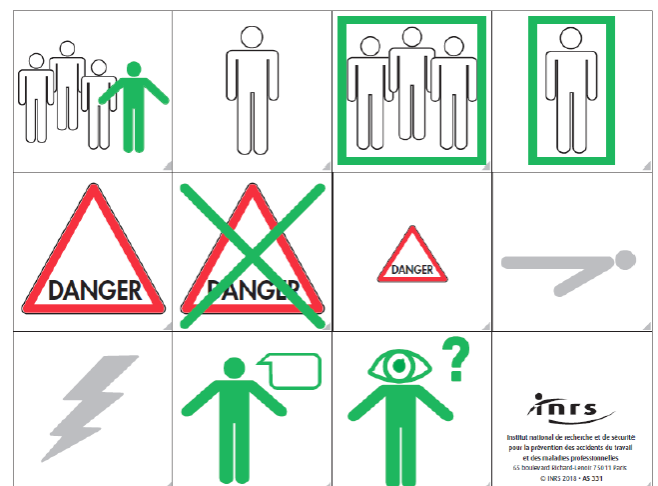 DANGER
DANGER
DANGER
?
inrs
Institut national de recherche et de sécurité
pour la prévention des accidents du travail
et des maladies professionnelles
65 boulevard Richard-Lenoir 75011 Paris
© INRS 2018 • AS 331